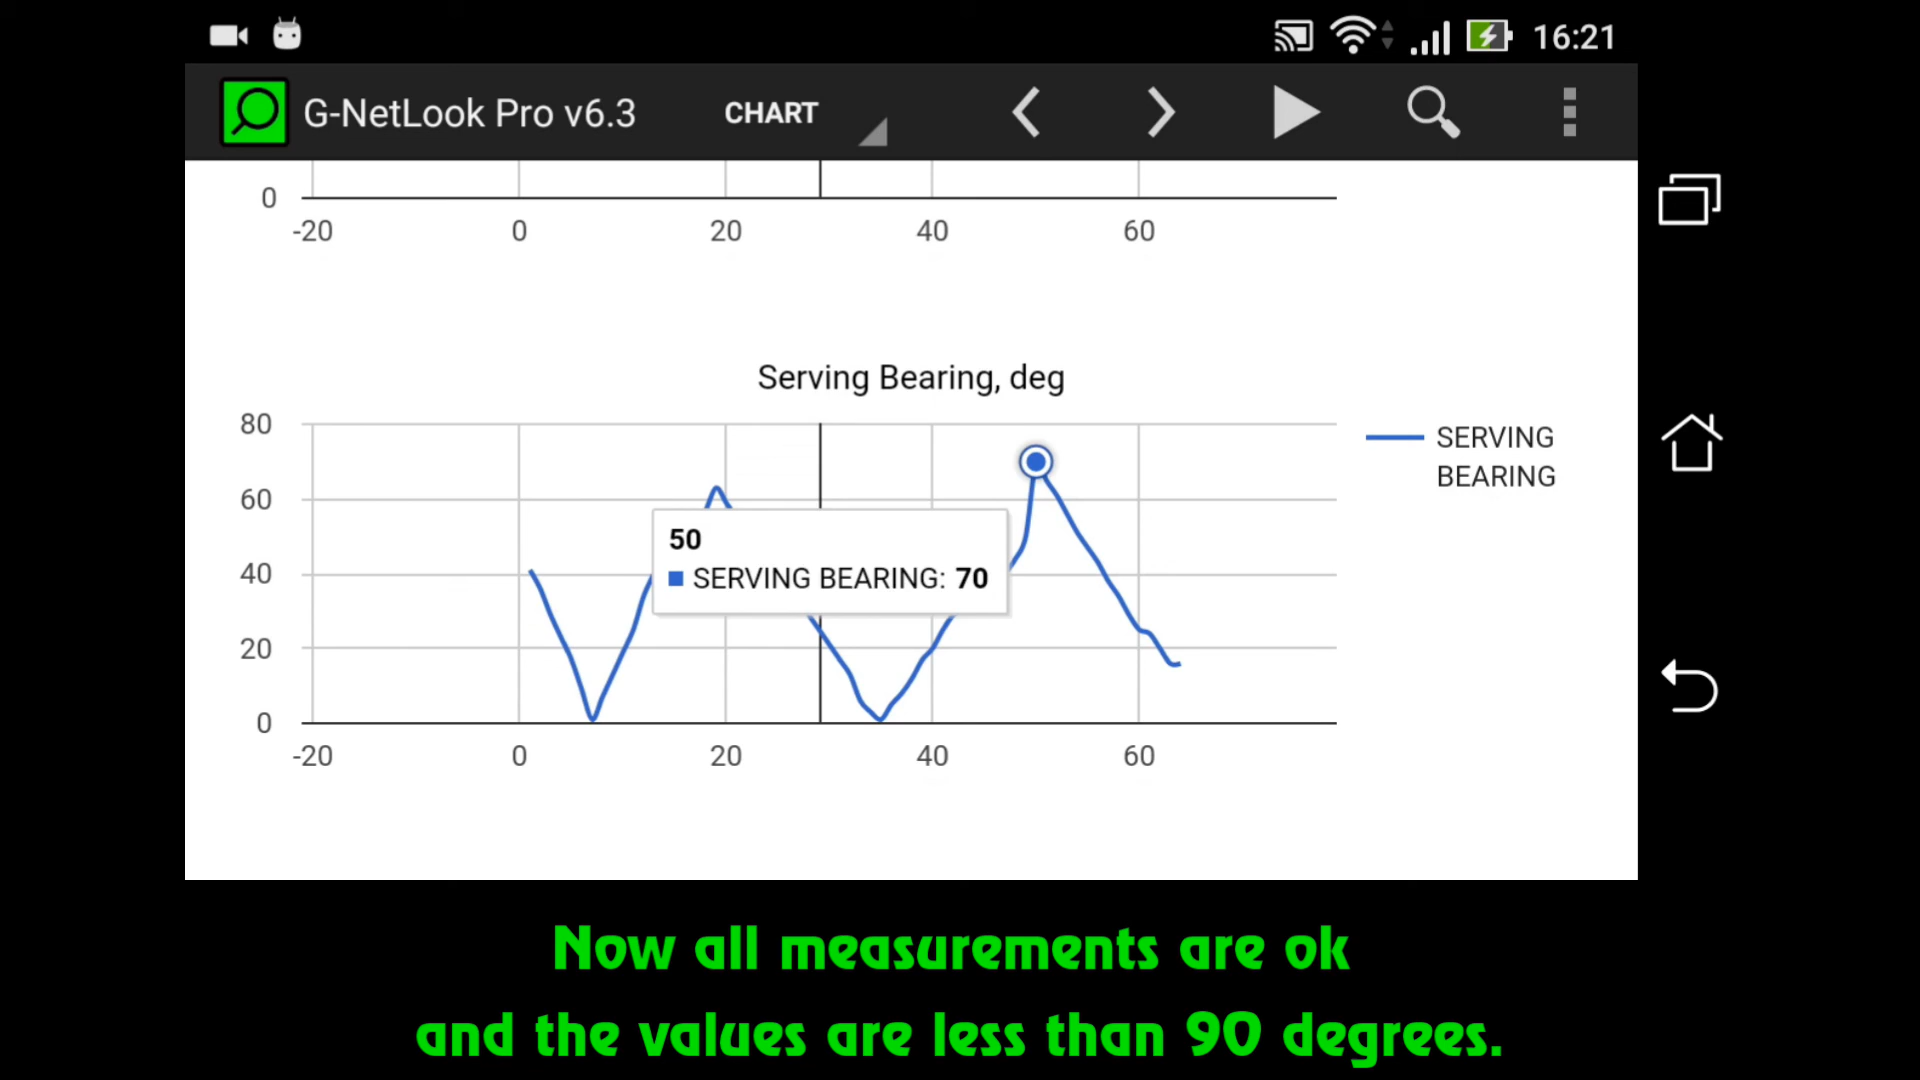 16:21
G-NetLook Pro v6.3 CHART
0
-20 0 20 40 60
Serving Bearing, deg
80
60
40
20
0
50
SERVING BEARING: 70
-20 0 20 40 60
SERVING
BEARING
Now all measurements are ok
and the values are less than 90 degrees.